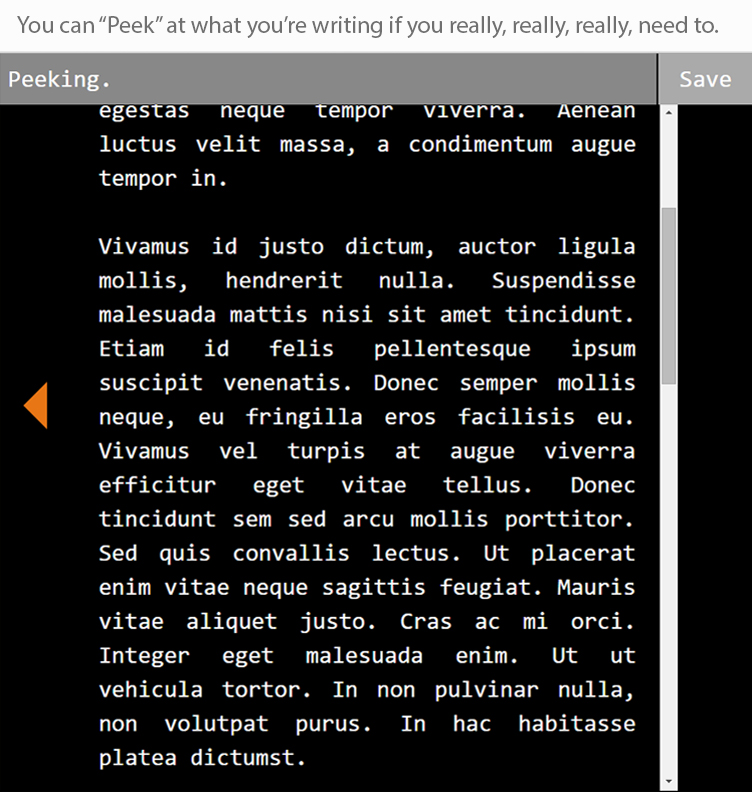 You can “Peek” at what you’re writing if you really, really, really, need to.
Peeking.
Save
egestas neque tempor viverra. Aenean
luctus velit massa, a condimentum augue
tempor in.
Vivamus id justo dictum, auctor ligula
mollis, hendrerit nulla. Suspendisse
malesuada mattis nisi sit amet tincidunt.
Etiam id felis pellentesque ipsum
suscipit venenatis. Donec semper mollis
neque, eu fringilla eros facilisis eu.
Vivamus vel turpis at augue viverra
efficitur eget vitae tellus. Donec
tincidunt sem sed arcu mollis porttitor.
Sed quis convallis lectus. Ut placerat
enim vitae neque sagittis feugiat. Mauris
vitae aliquet justo. Cras ac mi orci.
Integer eget malesuada enim. Ut ut
vehicula tortor. In non pulvinar nulla,
non volutpat purus. In hac habitasse
platea dictumst.